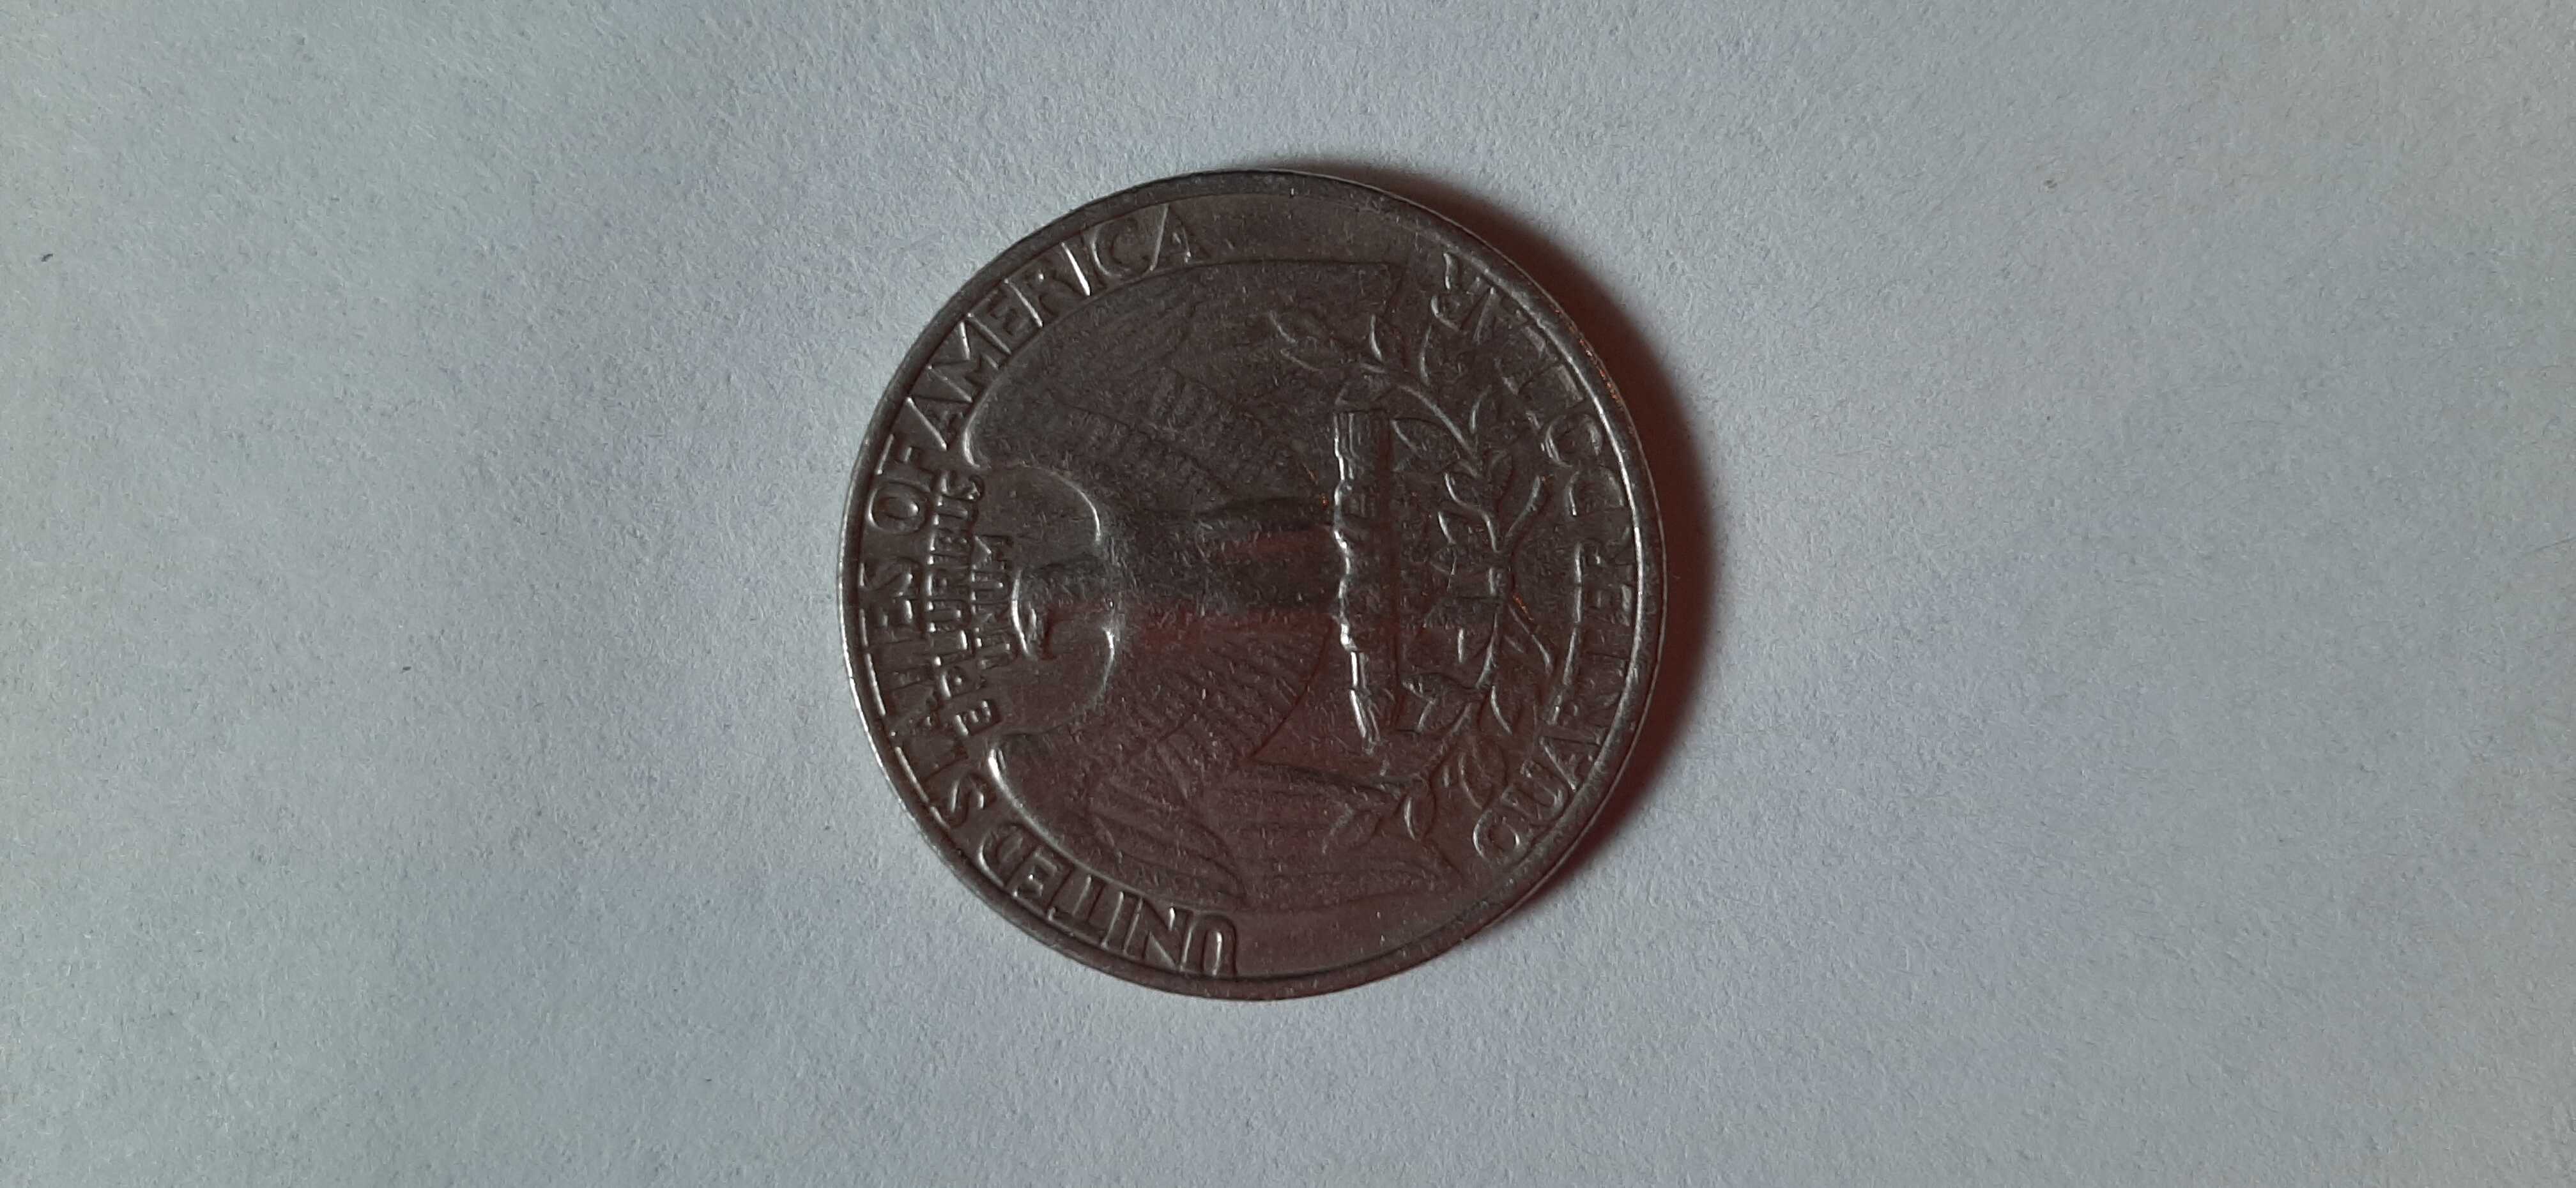 UNITED STATES OF AMERICA
E PLURIBUS
UNUM
QUARTER DOLLAR